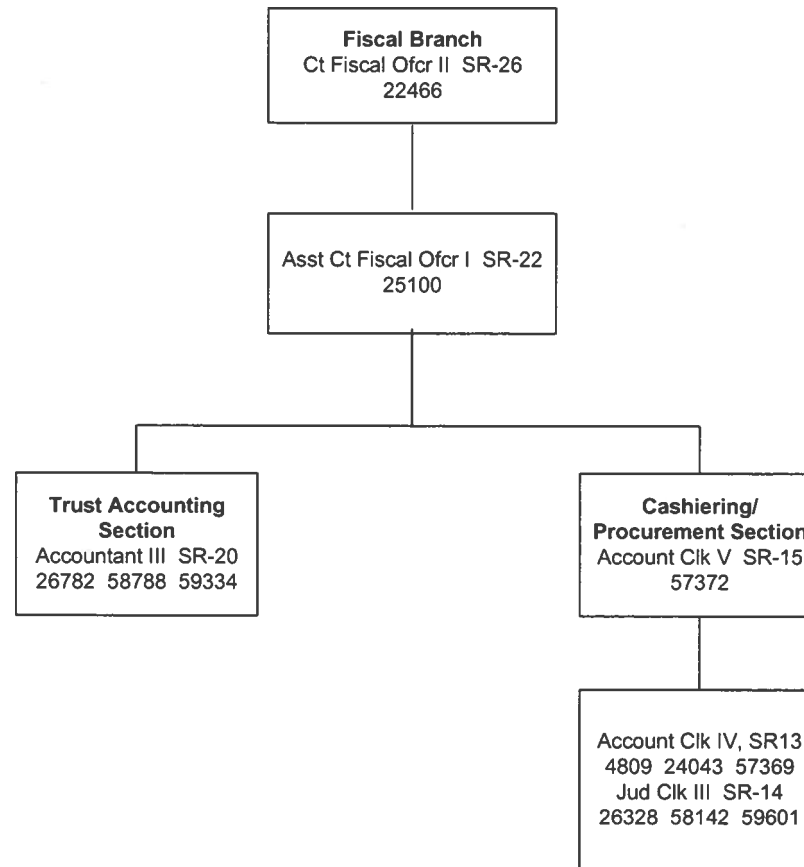 Fiscal Branch
Ct Fiscal Ofcr II SR-26
22466
Asst Ct Fiscal Ofcr I SR-22
25100
Trust Accounting
Section
Accountant III SR-20
26782 58788 59334
Cashiering/
Procurement Section
Account Clk V SR-15
57372
Account Clk IV, SR13
4809 24043 57369
Jud Clk III SR-14
26328 58142 59601